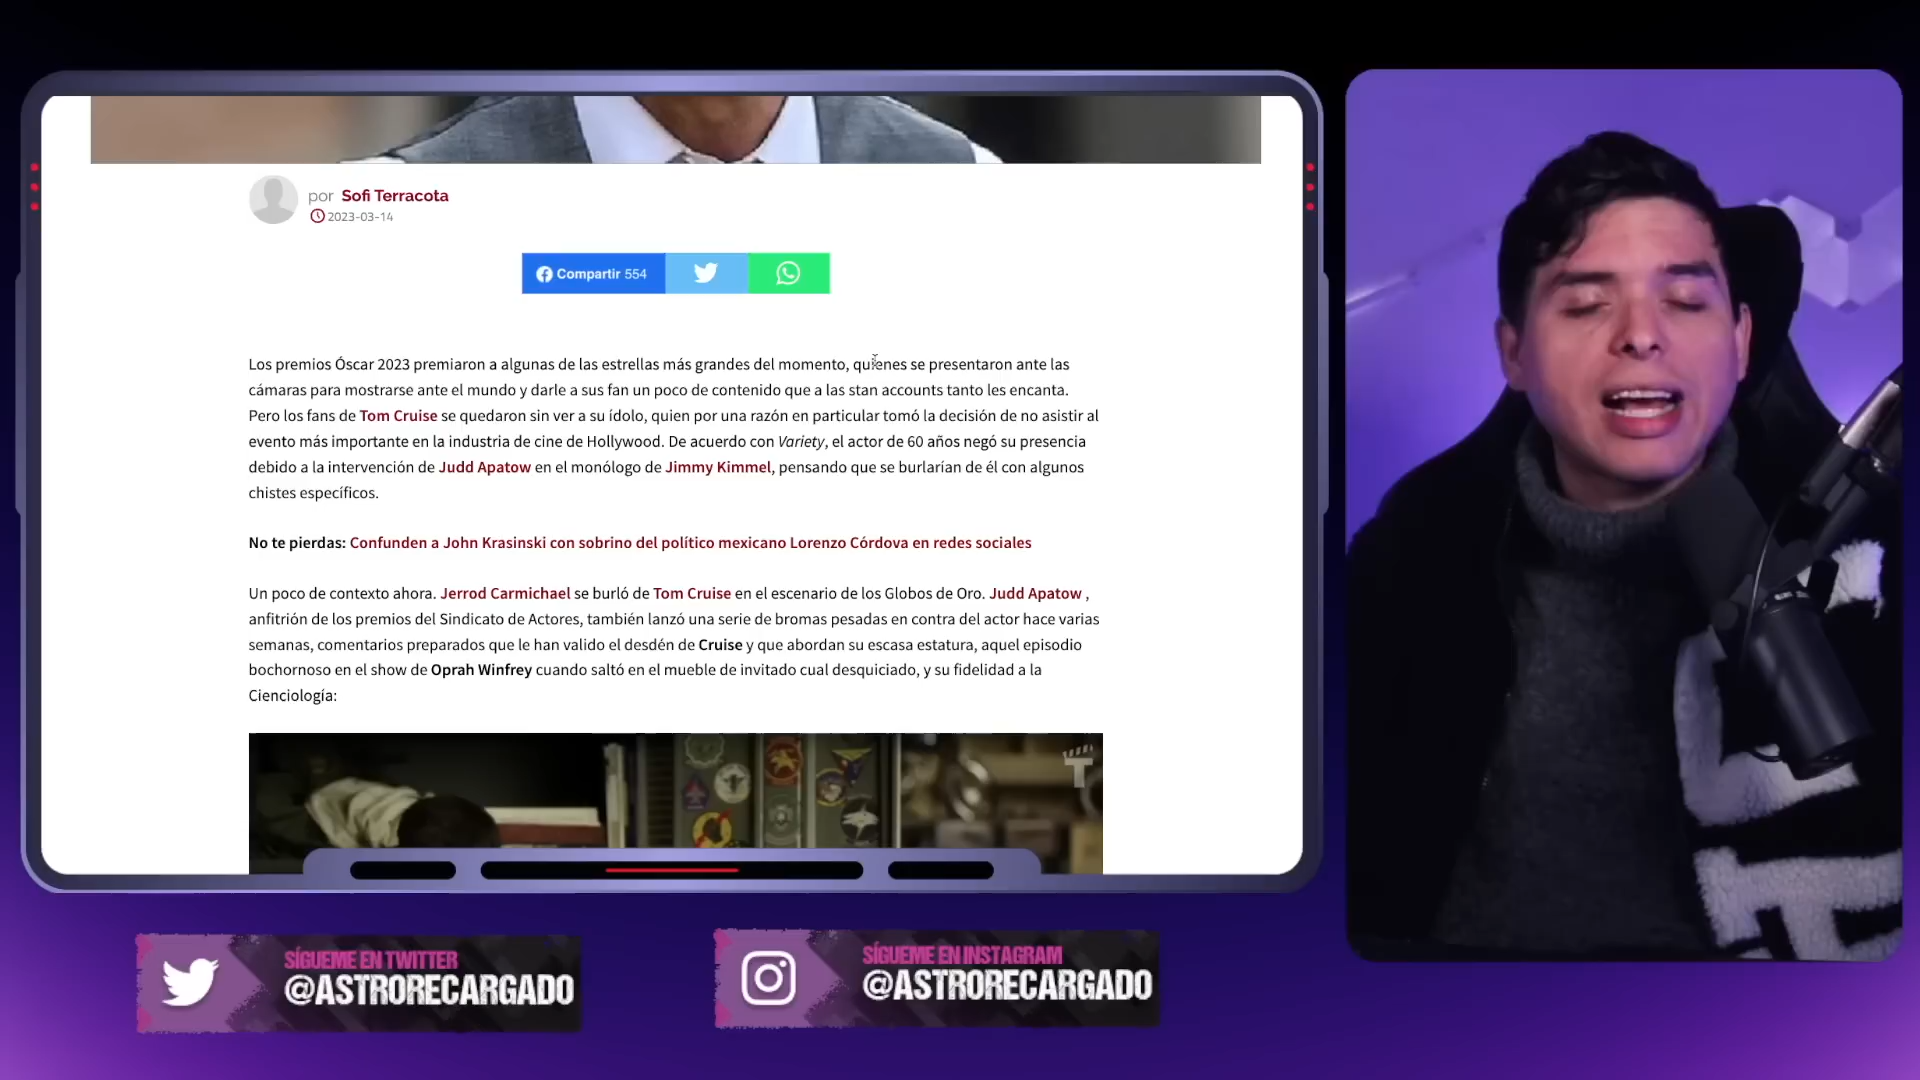 por Sofi Terracota
2023-03-14
Compartir 554
Los premios Óscar 2023 premiaron a algunas de las estrellas más grandes del momento, quienes se presentaron ante las
cámaras para mostrarse ante el mundo y darle a sus fan un poco de contenido que a las stan accounts tanto les encanta.
Pero los fans de Tom Cruise se quedaron sin ver a su ídolo, quien por una razón en particular tomó la decisión de no asistir al
evento más importante en la industria de cine de Hollywood. De acuerdo con Variety, el actor de 60 años negó su presencia
debido a la intervención de Judd Apatow en el monólogo de Jimmy Kimmel, pensando que se burlarían de él con algunos
chistes específicos.
No te pierdas: Confunden a John Krasinski con sobrino del político mexicano Lorenzo Córdova en redes sociales
Un poco de contexto ahora. Jerrod Carmichael se burló de Tom Cruise en el escenario de los Globos de Oro. Judd Apatow ,
anfitrión de los premios del Sindicato de Actores, también lanzó una serie de bromas pesadas en contra del actor hace varias
semanas, comentarios preparados que le han valido el desdén de Cruise y que abordan su escasa estatura, aquel episodio
bochornoso en el show de Oprah Winfrey cuando saltó en el mueble de invitado cual desquiciado, y su fidelidad a la
Cienciología:
T
SÍGUEME EN TWITTER
@ASTRORECARGADO
SÍGUEME EN INSTAGRAM
@ASTRORECARGADO